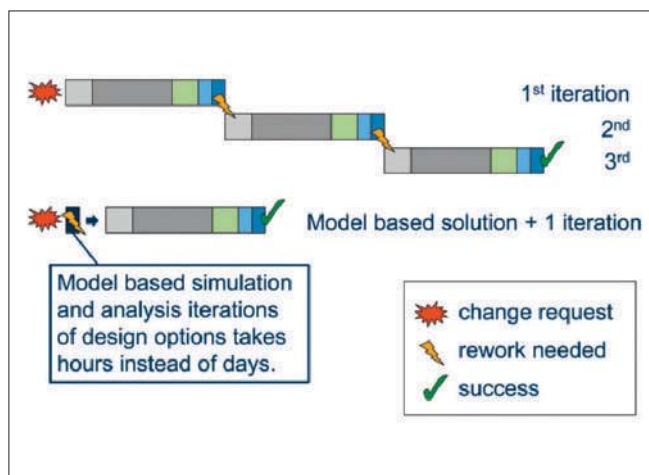 1st iteration
2nd
3rd
Model based solution + 1 iteration
Model based simulation
and analysis iterations
of design options takes
hours instead of days.
change request
rework needed
success